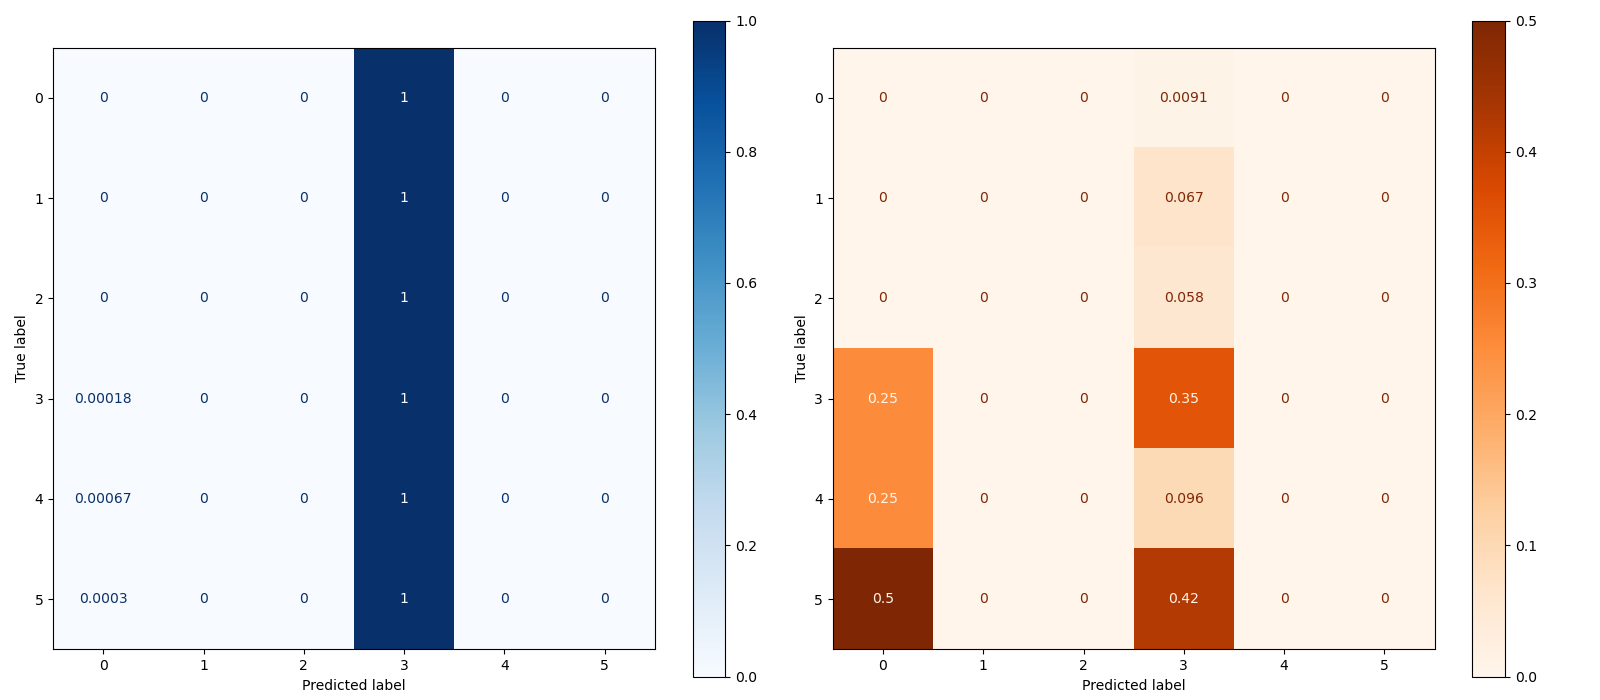 0 0 0 0 1 0 0
1 0 0 0 1 0 0
2 0 0 0 1 0 0
3 0.00018 0 0 1 0 0
4 0.00067 0 0 1 0 0
5 0.0003 0 0 1 0 0
0 1 2 3 4 5
True label
Predicted label
1.0
0.8
0.6
0.4
0.2
0.0
0 0 0 0 0.0091 0 0
1 0 0 0 0.067 0 0
2 0 0 0 0.058 0 0
3 0.25 0 0 0.35 0 0
4 0.25 0 0 0.096 0 0
5 0.5 0 0 0.42 0 0
0 1 2 3 4 5
True label
Predicted label
0.5
0.4
0.3
0.2
0.1
0.0